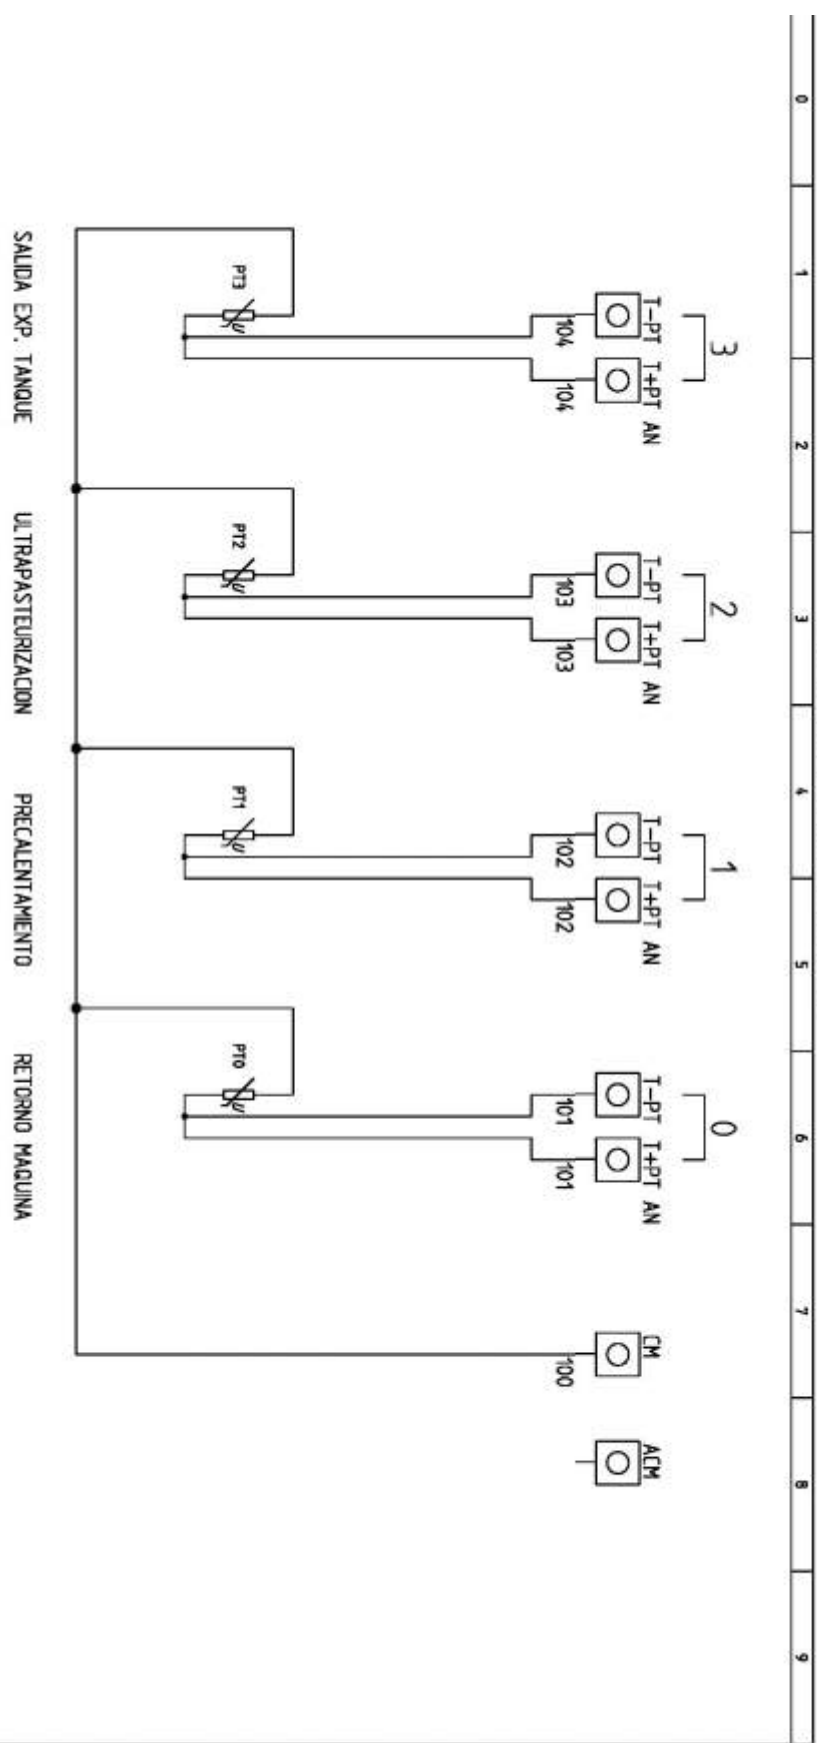 0 1 2 3 4 5 6 7 8 9
3 2 1 0
T-PT T+PT AN T-PT T+PT AN T-PT T+PT AN T-PT T+PT AN CM ACM
104 104 103 103 102 102 101 101 100
PT3 PT2 PT1 PT0
SALIDA EXP. TANQUE ULTRAPASTEURIZACION PRECALENTAMIENTO RETORNO MAQUINA